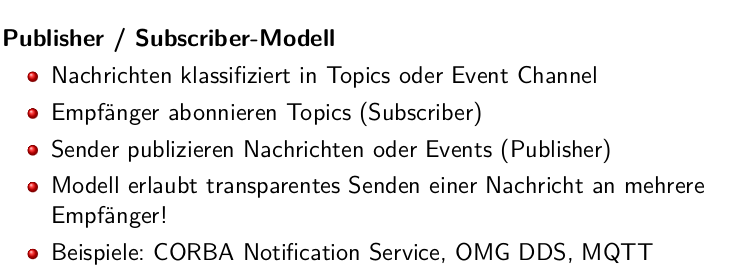 Publisher / Subscriber-Modell
Nachrichten klassifiziert in Topics oder Event Channel
Empfänger abonnieren Topics (Subscriber)
Sender publizieren Nachrichten oder Events (Publisher)
Modell erlaubt transparentes Senden einer Nachricht an mehrere
Empfänger!
Beispiele: CORBA Notification Service, OMG DDS, MQTT